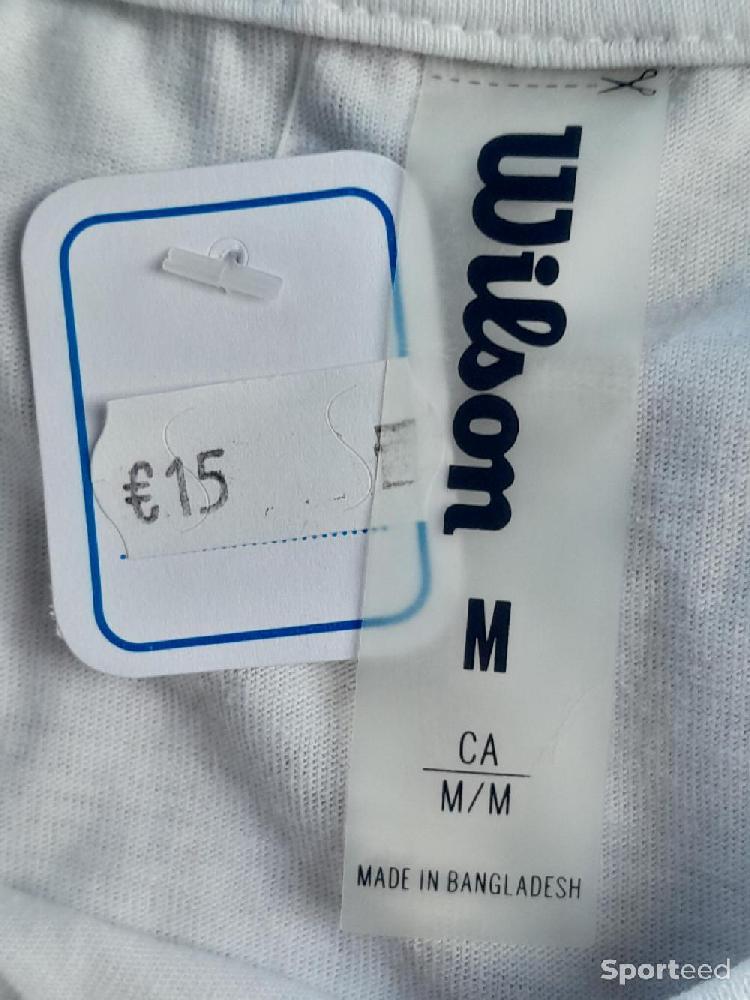 Wilson
€15
M
CA
M/M
MADE IN BANGLADESH
Sporteed